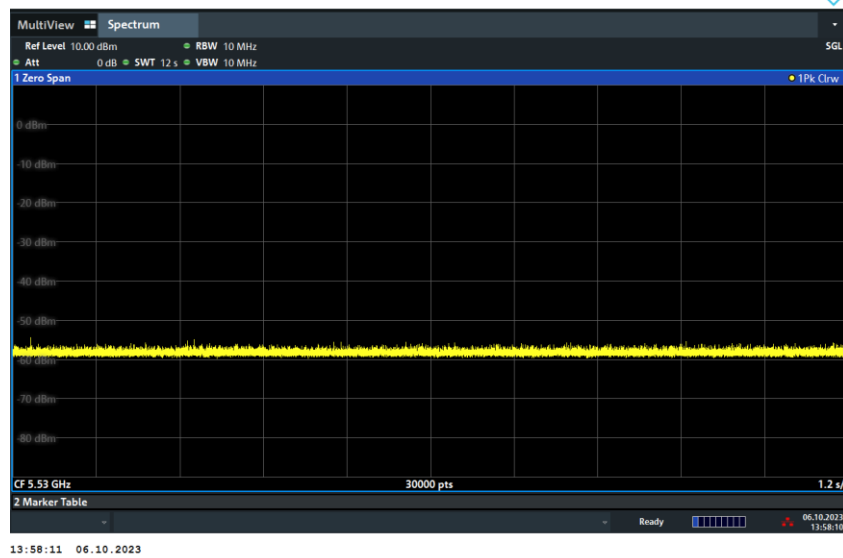 MultiView Spectrum
Ref Level 10.00 dBm RBW 10 MHz SGL
Att 0 dB SWT 12 s VBW 10 MHz
1 Zero Span 1Pk Clrw
0 dBm
-10 dBm
-20 dBm
-30 dBm
-40 dBm
-50 dBm
-60 dBm
-70 dBm
-80 dBm
CF 5.53 GHz 30000 pts 1.2 s/
2 Marker Table
Ready 06.10.2023
13:58:10
13:58:11 06.10.2023